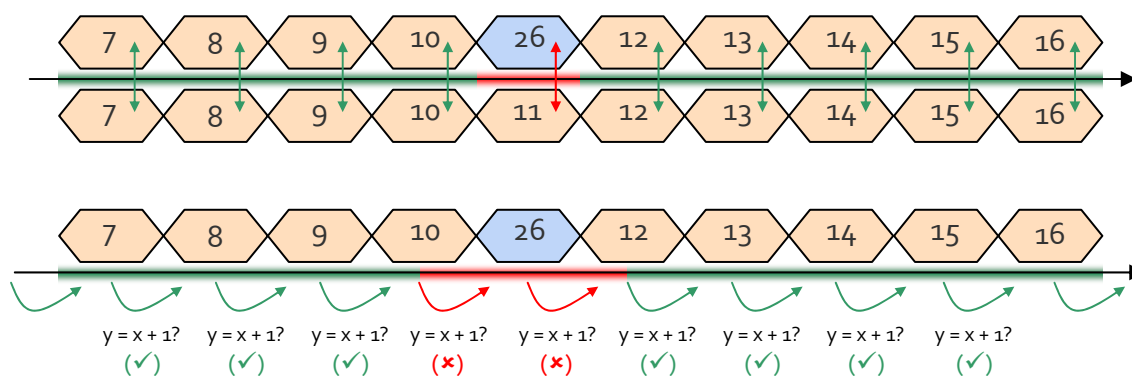 7 8 9 10 26 12 13 14 15 16
7 8 9 10 11 12 13 14 15 16
7 8 9 10 26 12 13 14 15 16
y = x + 1? y = x + 1? y = x + 1? y = x + 1? y = x + 1? y = x + 1? y = x + 1? y = x + 1? y = x + 1?
(✓) (✓) (✓) (✘) (✘) (✓) (✓) (✓) (✓)